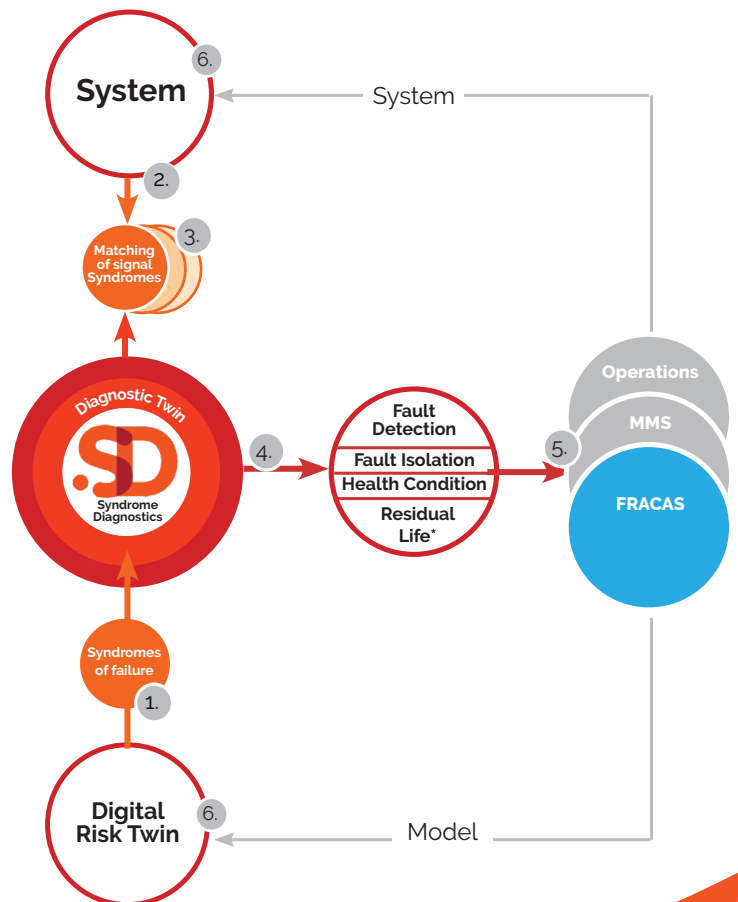 6.
System
System
2.
3.
Matching
of signal
Syndromes
Diagnostic Twin
SD
Syndrome
Diagnostics
4.
Fault
Detection
Fault Isolation
Health Condition
Residual
Life*
5.
Operations
MMS
FRACAS
Syndromes
of failure
1.
Digital
Risk Twin
6.
Model